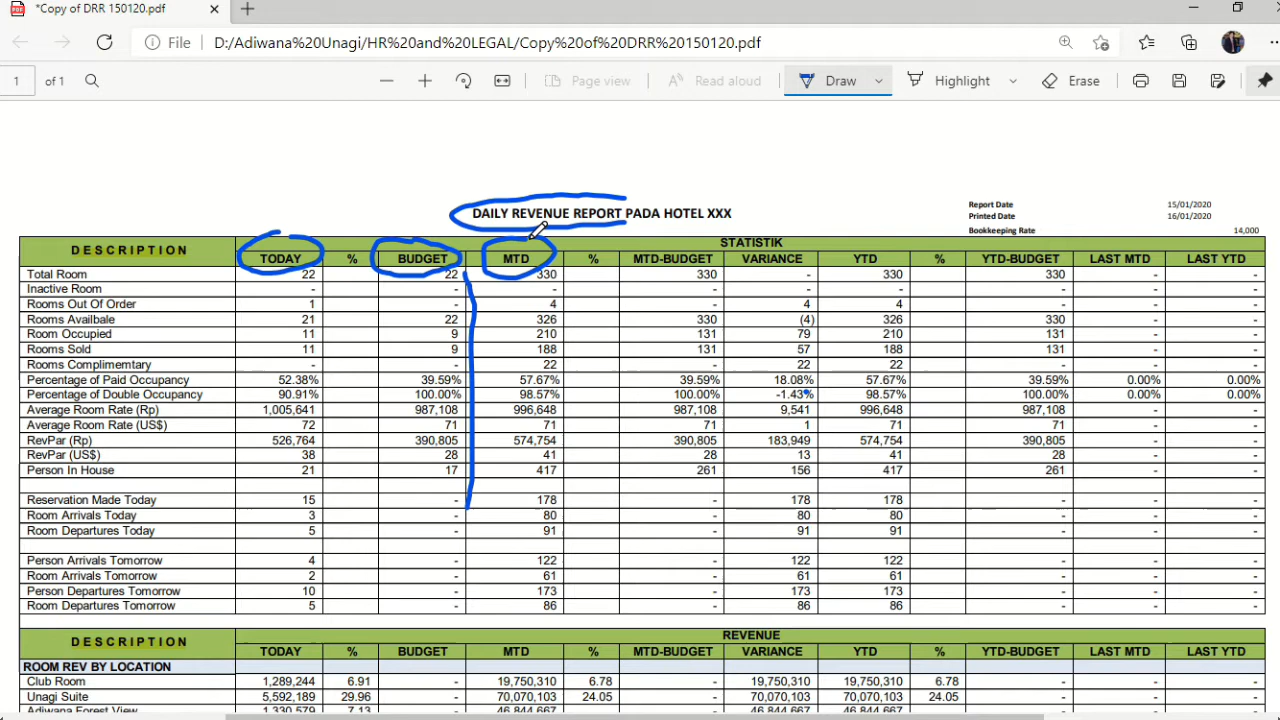 *Copy of DRR 150120.pdf
File D:/Adiwana%20Unagi/HR%20and%20LEGAL/Copy%20of%20DRR%20150120.pdf
1 of 1 Page view Read aloud Draw Highlight Erase
DAILY REVENUE REPORT PADA HOTEL XXX
Report Date 15/01/2020
Printed Date 16/01/2020
Bookkeeping Rate 14,000
DESCRIPTION STATISTIK
TODAY % BUDGET MTD % MTD-BUDGET VARIANCE YTD % YTD-BUDGET LAST MTD LAST YTD
Total Room 22 22 330 330 - 330 330 - -
Inactive Room - - - - - - - - -
Rooms Out Of Order 1 - 4 - 4 4 - - -
Rooms Availbale 21 22 326 330 (4) 326 330 - -
Room Occupied 11 9 210 131 79 210 131 - -
Rooms Sold 11 9 188 131 57 188 131 - -
Rooms Complimemtary - - 22 - 22 22 - - -
Percentage of Paid Occupancy 52.38% 39.59% 57.67% 39.59% 18.08% 57.67% 39.59% 0.00% 0.00%
Percentage of Double Occupancy 90.91% 100.00% 98.57% 100.00% -1.43% 98.57% 100.00% 0.00% 0.00%
Average Room Rate (Rp) 1,005,641 987,108 996,648 987,108 9,541 996,648 987,108 - -
Average Room Rate (US$) 72 71 71 71 1 71 71 - -
RevPar (Rp) 526,764 390,805 574,754 390,805 183,949 574,754 390,805 - -
RevPar (US$) 38 28 41 28 13 41 28 - -
Person In House 21 17 417 261 156 417 261 - -
Reservation Made Today 15 - 178 - 178 178 - - -
Room Arrivals Today 3 - 80 - 80 80 - - -
Room Departures Today 5 - 91 - 91 91 - - -
Person Arrivals Tomorrow 4 - 122 - 122 122 - - -
Room Arrivals Tomorrow 2 - 61 - 61 61 - - -
Person Departures Tomorrow 10 - 173 - 173 173 - - -
Room Departures Tomorrow 5 - 86 - 86 86 - - -
DESCRIPTION REVENUE
TODAY % BUDGET MTD % MTD-BUDGET VARIANCE YTD % YTD-BUDGET LAST MTD LAST YTD
ROOM REV BY LOCATION
Club Room 1,289,244 6.91 - 19,750,310 6.78 - 19,750,310 19,750,310 6.78 - - -
Unagi Suite 5,592,189 29.96 - 70,070,103 24.05 - 70,070,103 70,070,103 24.05 - - -
Adiwana Forest View 1,330,579 7.13 - 46,844,667